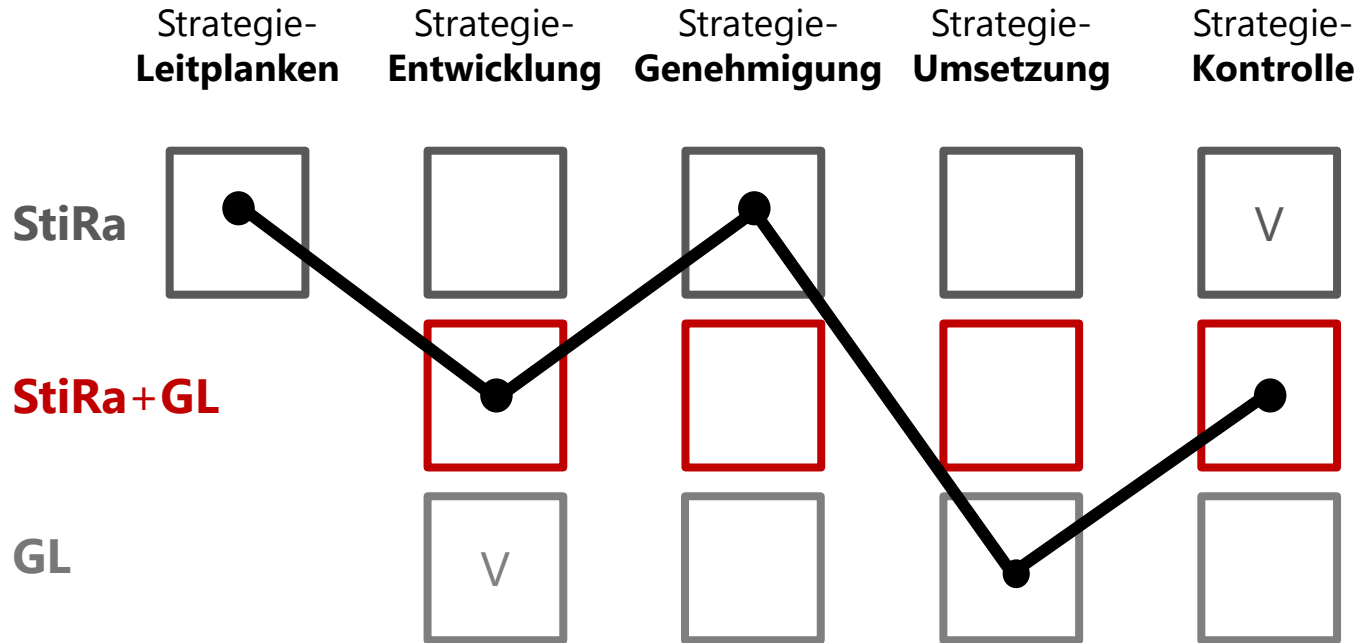 Strategie-
Leitplanken
Strategie-
Entwicklung
Strategie-
Genehmigung
Strategie-
Umsetzung
Strategie-
Kontrolle
StiRa
V
StiRa+GL
GL
V